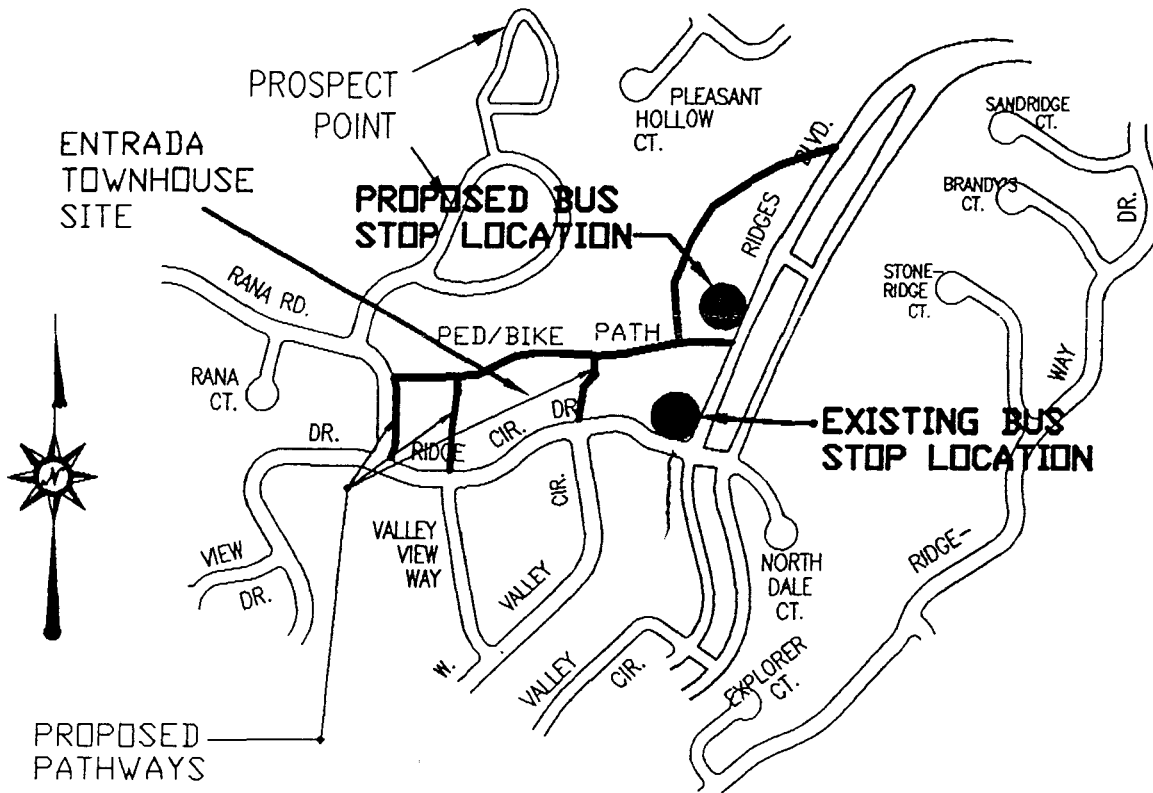 PROSPECT
POINT
PLEASANT
HOLLOW
CT.
SANDRIDGE
CT.
ENTRADA
TOWNHOUSE
SITE
PROPOSED BUS
STOP LOCATION
RIDGES BLVD.
BRANDY'S
CT.
DR.
RANA RD.
STONE-
RIDGE
CT.
PED/BIKE PATH
RANA
CT.
WAY
DR.
RIDGE CIR. DR.
EXISTING BUS
STOP LOCATION
N
VIEW
DR.
VALLEY
VIEW
WAY
CIR.
VALLEY
W.
NORTH
DALE
CT.
RIDGE-
VALLEY
CIR.
EXPLORER
CT.
PROPOSED
PATHWAYS